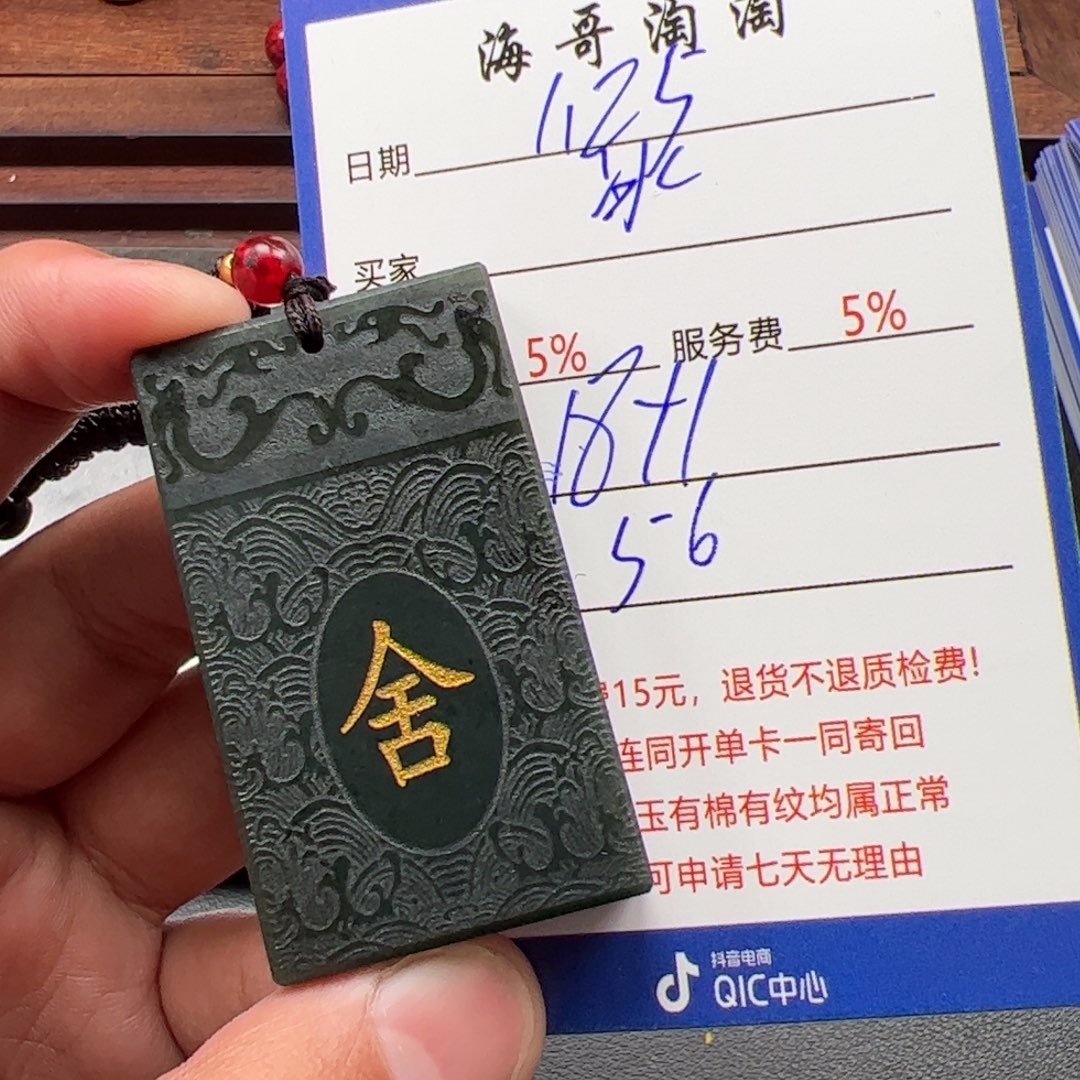 海哥淘淘
日期 1.25
买家
5% 服务费 5%
5-6
15元，退货不退质检费！
连同开单卡一同寄回
玉有棉有纹均属正常
可申请七天无理由
抖音电商
QIC中心
舍